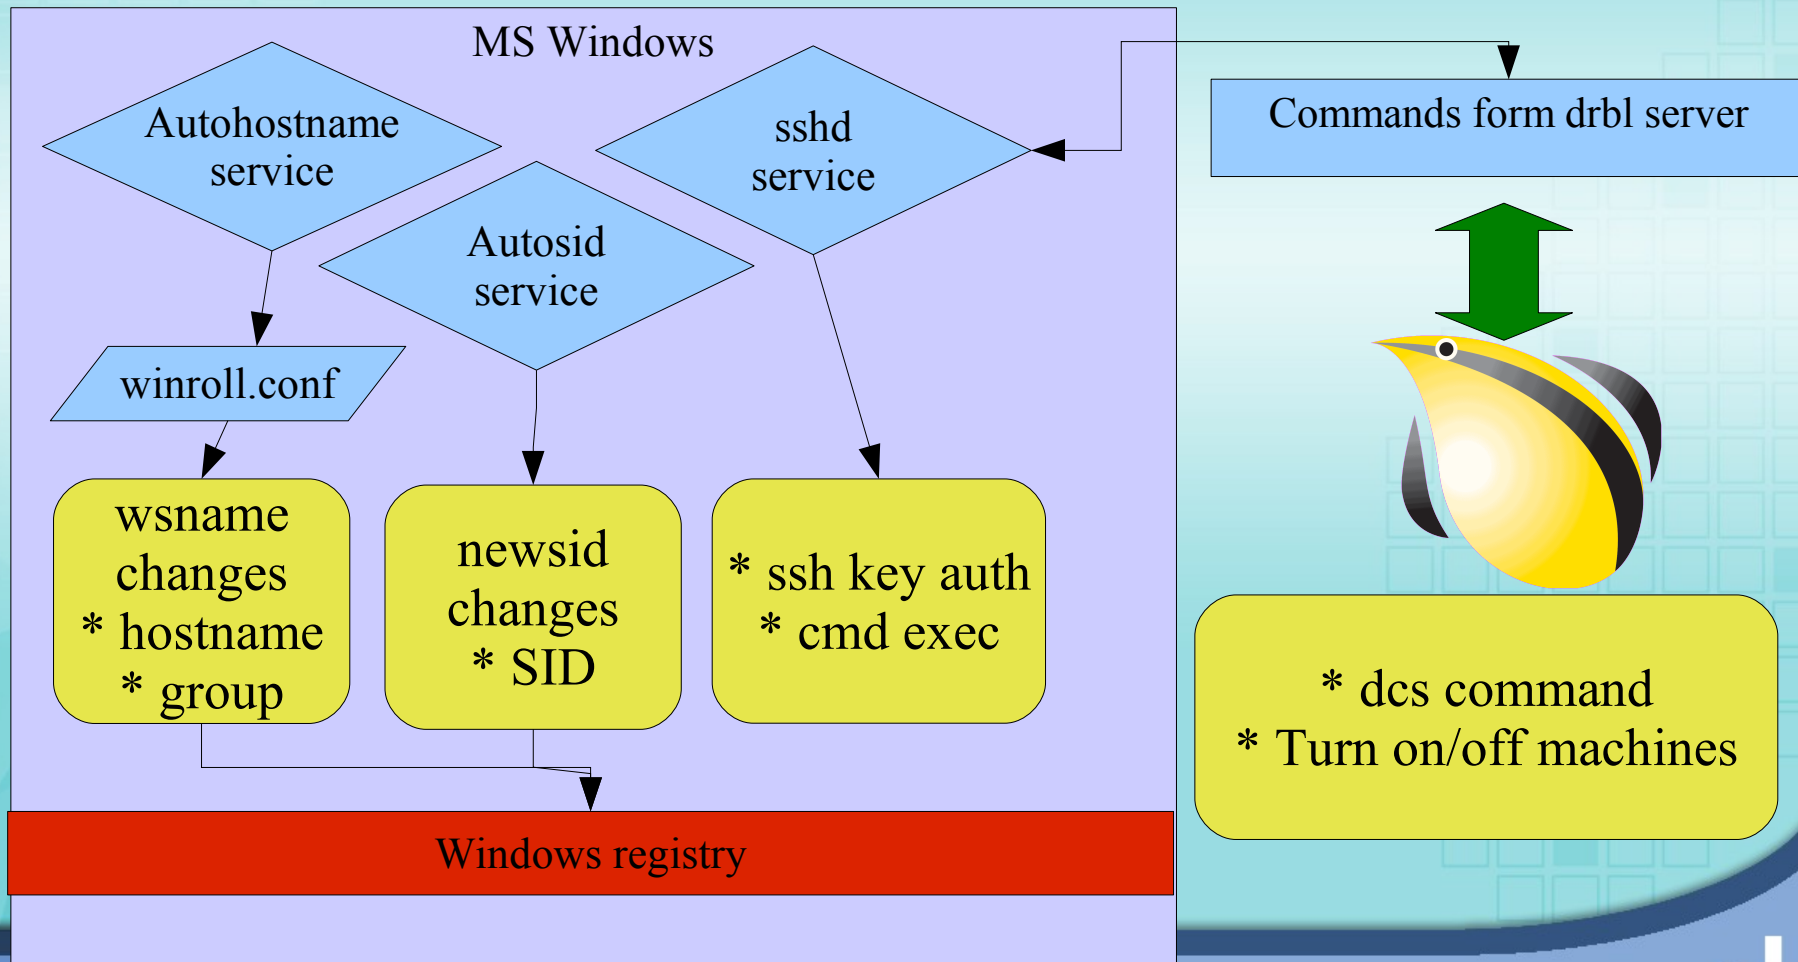 MS Windows
Autohostname
service
sshd
service
Commands form drbl server
Autosid
service
winroll.conf
wsname
changes
* hostname
* group
newsid
changes
* SID
* ssh key auth
* cmd exec
* dcs command
* Turn on/off machines
Windows registry